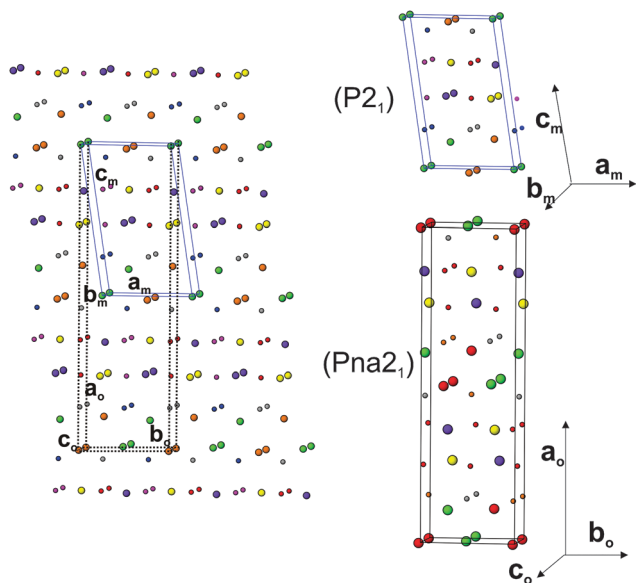 (P2₁)
c_m
a_m
b_m
c_m
a_m
b_m
(Pna2₁)
a_o
c_o
b_o
a_o
b_o
c_o